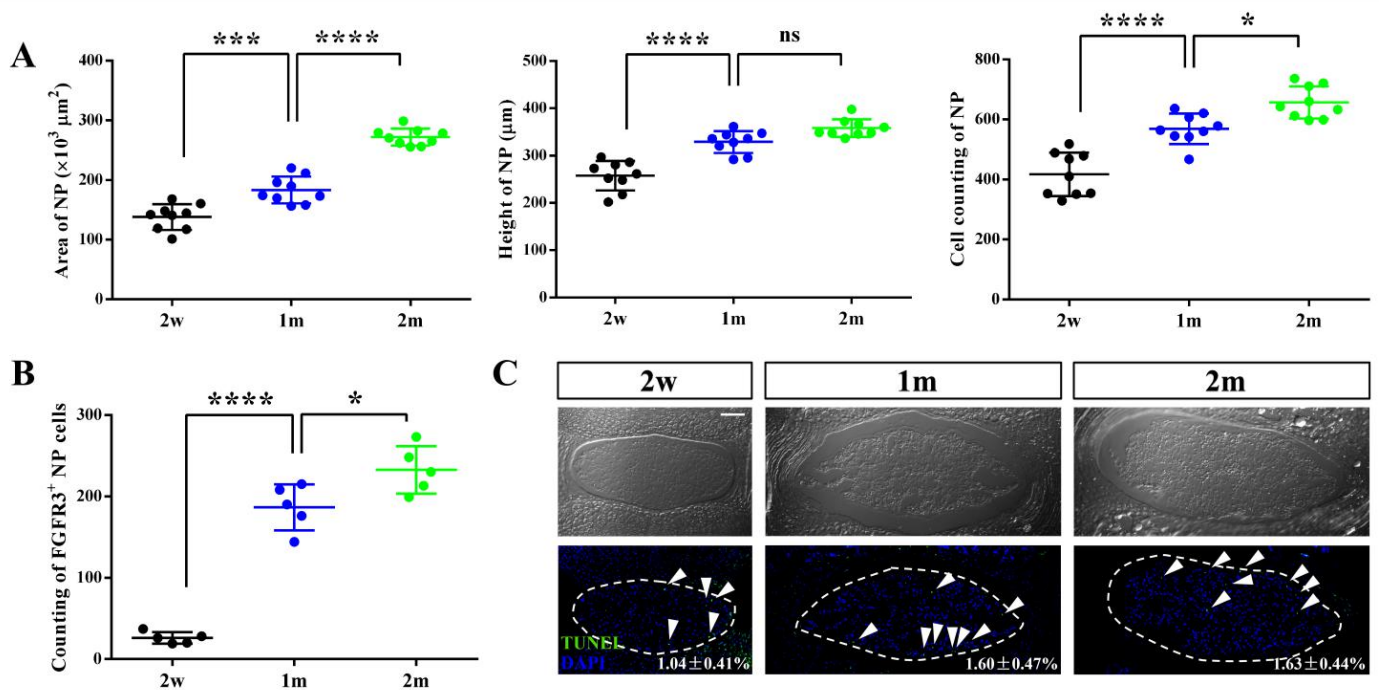 A
Area of NP (×10³ μm²)
400
300
200
100
0
*** ****
2w 1m 2m
Height of NP (μm)
500
400
300
200
100
0
**** ns
2w 1m 2m
Cell counting of NP
800
600
400
200
0
**** *
2w 1m 2m
B
Counting of FGFR3⁺ NP cells
300
200
100
0
**** *
2w 1m 2m
C
2w 1m 2m
TUNEL
DAPI
1.04±0.41% 1.60±0.47% 1.63±0.44%